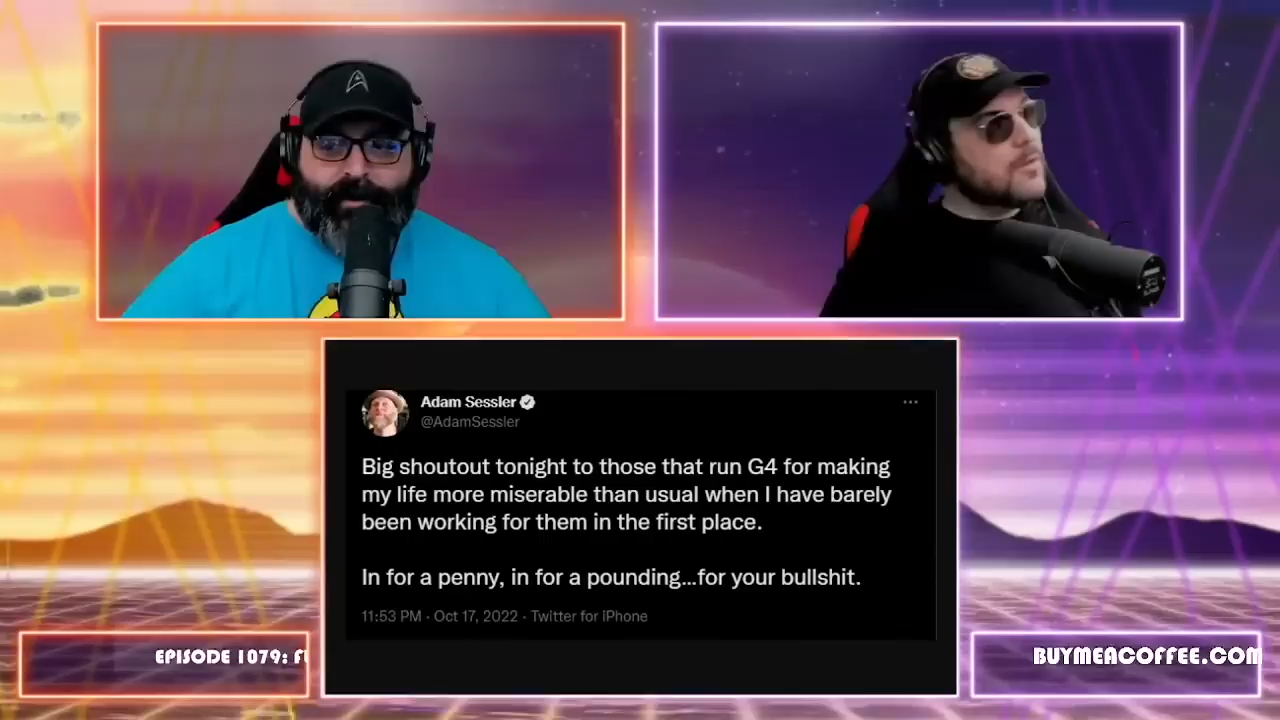 Adam Sessler
@AdamSessler
Big shoutout tonight to those that run G4 for making
my life more miserable than usual when I have barely
been working for them in the first place.
In for a penny, in for a pounding...for your bullshit.
11:53 PM · Oct 17, 2022 · Twitter for iPhone
EPISODE 1079:
BUYMEACOFFEE.COM